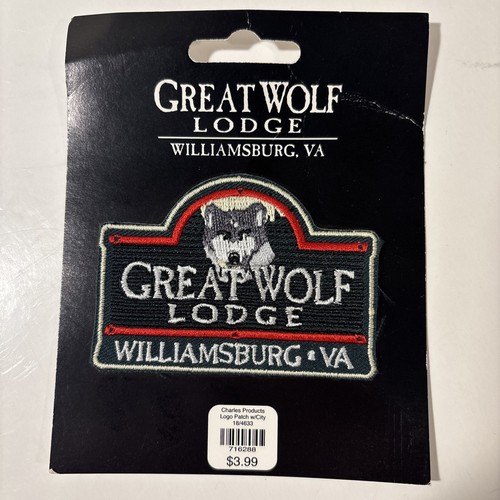 GREAT WOLF
LODGE
WILLIAMSBURG, VA
GREAT WOLF
LODGE
WILLIAMSBURG • VA
Charles Products
Logo Patch w/City
18/4633
716288
$3.99